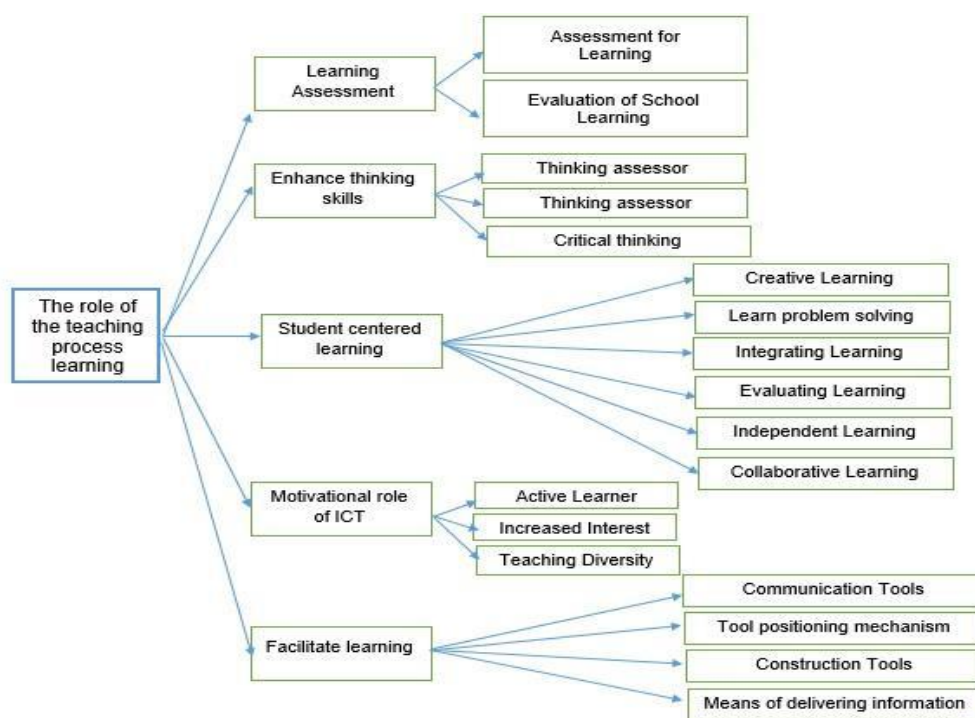 The role of
the teaching
process
learning
Learning
Assessment
Assessment for
Learning
Evaluation of School
Learning
Enhance thinking
skills
Thinking assessor
Thinking assessor
Critical thinking
Student centered
learning
Creative Learning
Learn problem solving
Integrating Learning
Evaluating Learning
Independent Learning
Collaborative Learning
Motivational role
of ICT
Active Learner
Increased Interest
Teaching Diversity
Facilitate learning
Communication Tools
Tool positioning mechanism
Construction Tools
Means of delivering information